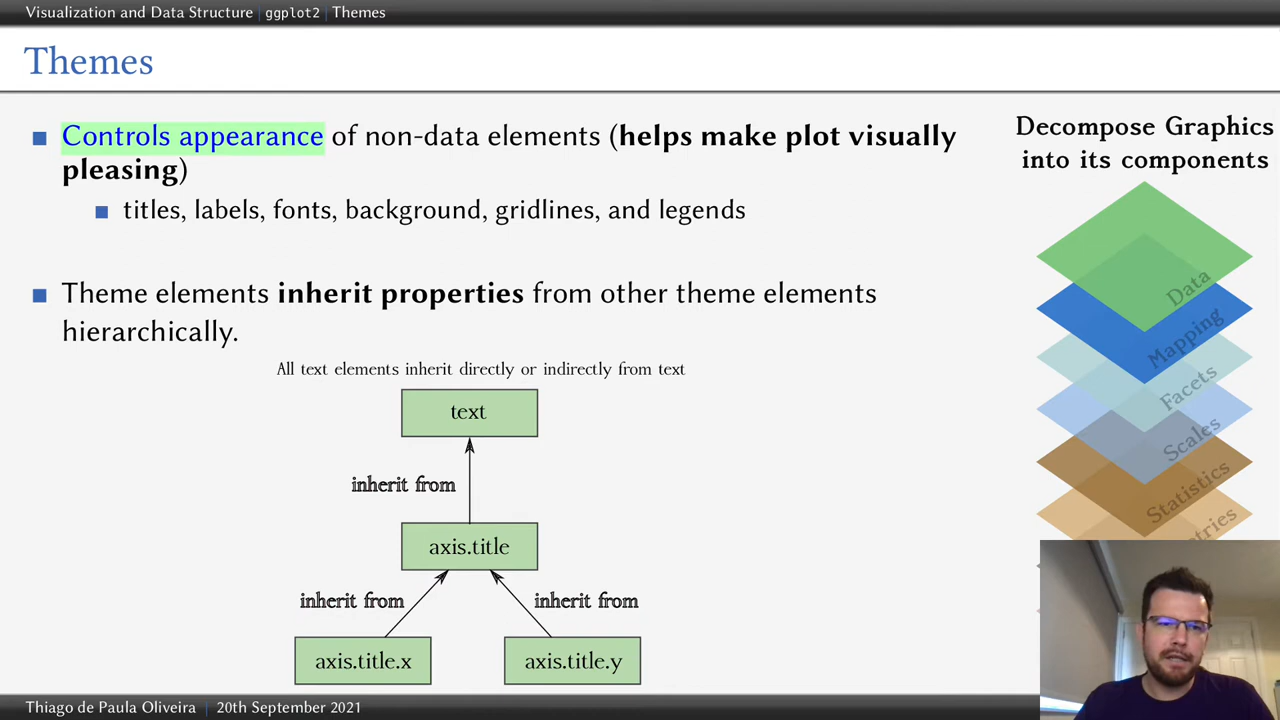 Visualization and Data Structure | ggplot2 | Themes
Themes
Controls appearance of non-data elements (helps make plot visually
pleasing)
titles, labels, fonts, background, gridlines, and legends
Theme elements inherit properties from other theme elements
hierarchically.
All text elements inherit directly or indirectly from text
text
inherit from
axis.title
inherit from
inherit from
axis.title.x
axis.title.y
Decompose Graphics
into its components
Data
Mapping
Facets
Scales
Statistics
Thiago de Paula Oliveira | 20th September 2021